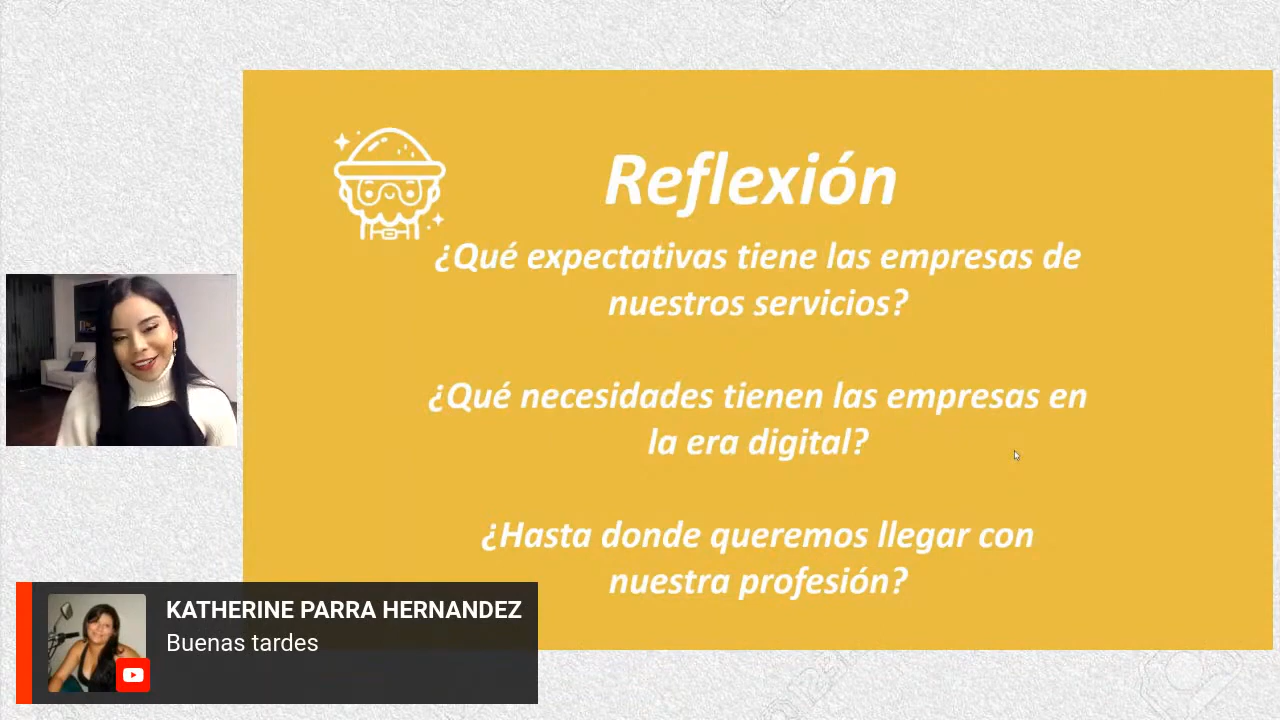 Reflexión
¿Qué expectativas tiene las empresas de
nuestros servicios?
¿Qué necesidades tienen las empresas en
la era digital?
¿Hasta donde queremos llegar con
nuestra profesión?
KATHERINE PARRA HERNANDEZ
Buenas tardes